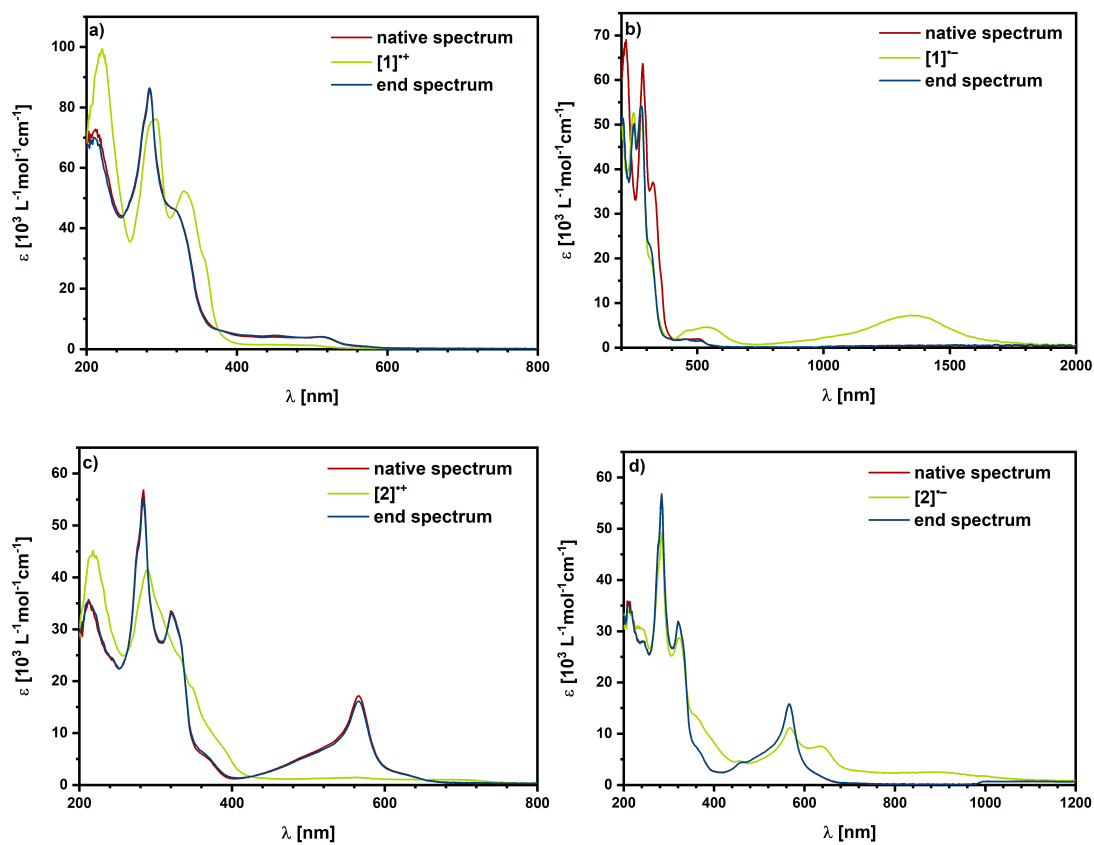 a)
native spectrum
[1]•+
end spectrum
ε [10³ L⁻¹mol⁻¹cm⁻¹]
100
80
60
40
20
0
200 400 600 800
λ [nm]
b)
native spectrum
[1]•–
end spectrum
ε [10³ L⁻¹mol⁻¹cm⁻¹]
70
60
50
40
30
20
10
0
500 1000 1500 2000
λ [nm]
c)
native spectrum
[2]•+
end spectrum
ε [10³ L⁻¹mol⁻¹cm⁻¹]
60
50
40
30
20
10
0
200 400 600 800
λ [nm]
d)
native spectrum
[2]•–
end spectrum
ε [10³ L⁻¹mol⁻¹cm⁻¹]
60
50
40
30
20
10
0
200 400 600 800 1000 1200
λ [nm]